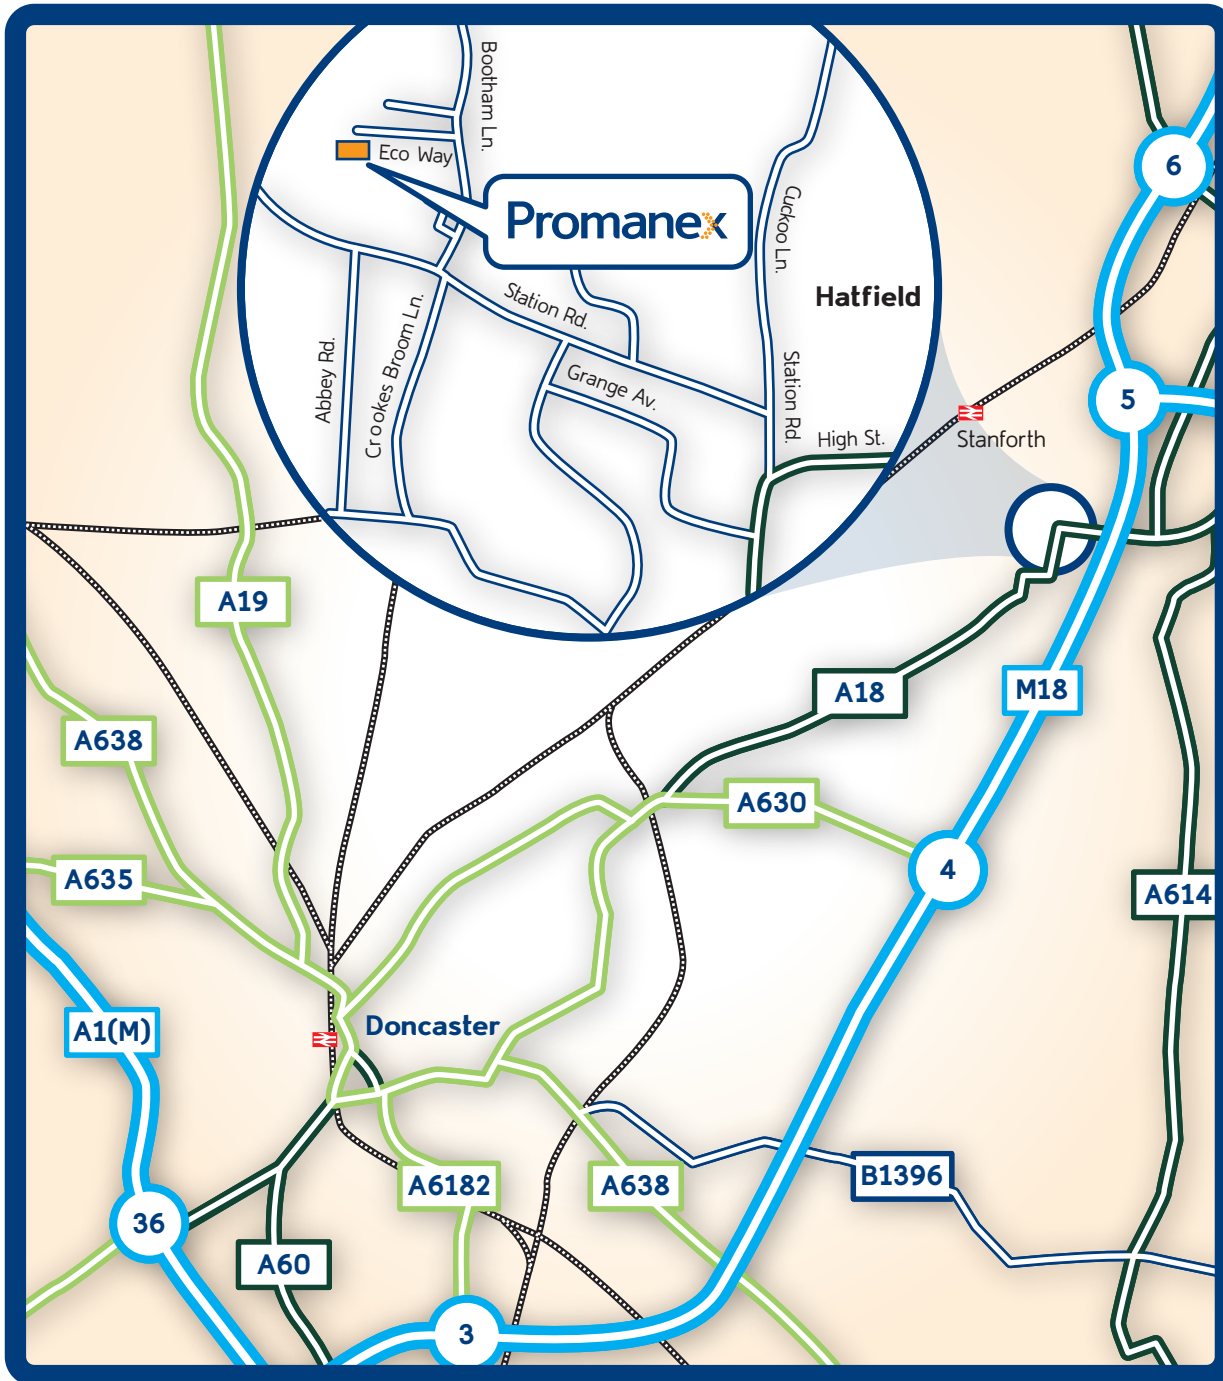 Bootham Ln.
6
Eco Way
Promanex
Cuckoo Ln.
Hatfield
Station Rd.
Crookes Broom Ln.
Abbey Rd.
Station Rd.
Grange Av.
5
High St.
Stanforth
A19
A18
M18
A638
A630
4
A635
A614
Doncaster
A1(M)
B1396
A6182
A638
36
A60
3